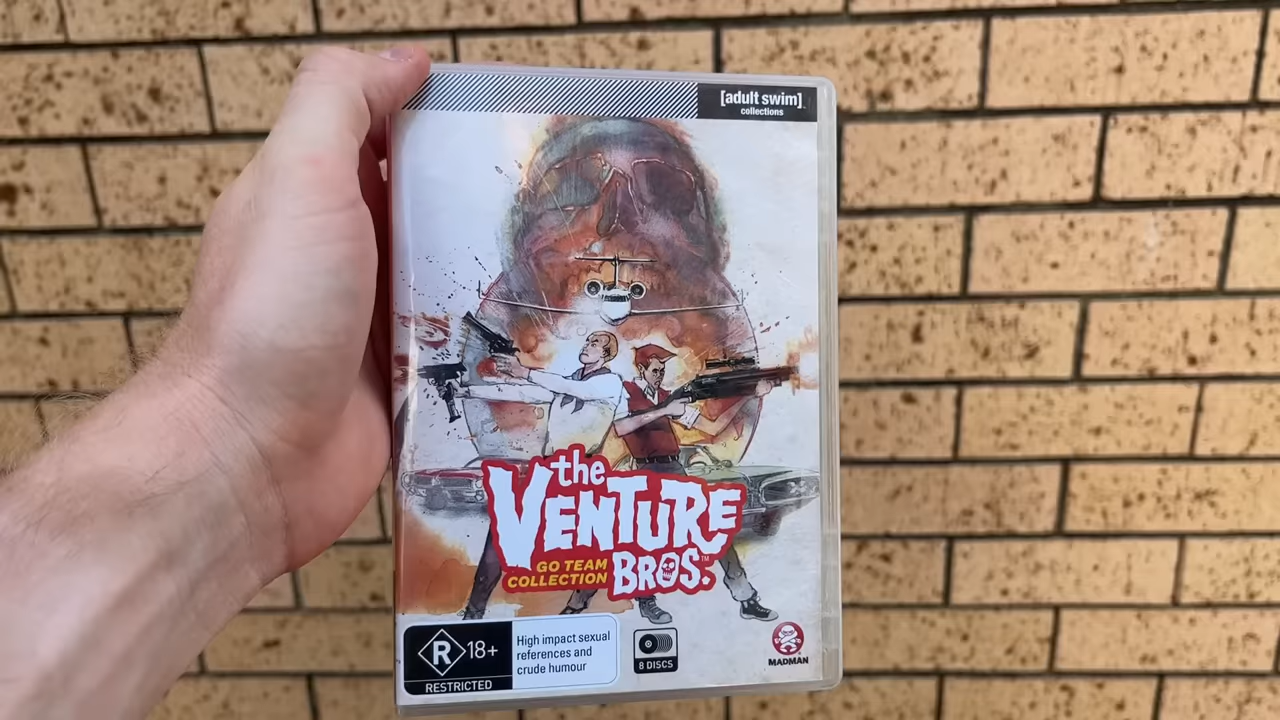 [adult swim]
collections
the
VENTURE
BROS.™
GO TEAM
COLLECTION
R 18+
RESTRICTED
High impact sexual
references and
crude humour
8 DISCS
MADMAN